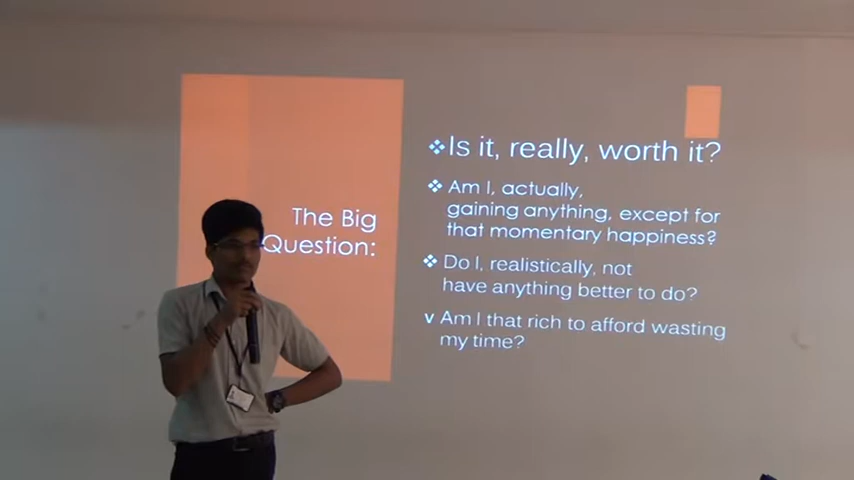 The Big
Question:
Is it, really, worth it?
Am I, actually,
gaining anything, except for
that momentary happiness?
Do I, realistically, not
have anything better to do?
v Am I that rich to afford wasting
my time?